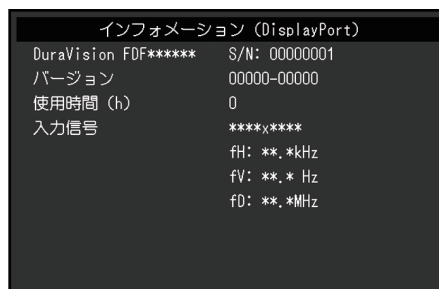 インフォメーション (DisplayPort)
DuraVision FDF****** S/N: 00000001
バージョン 00000-00000
使用時間 (h) 0
入力信号 ****x****
fH: **.*kHz
fV: **.* Hz
fD: **.*MHz